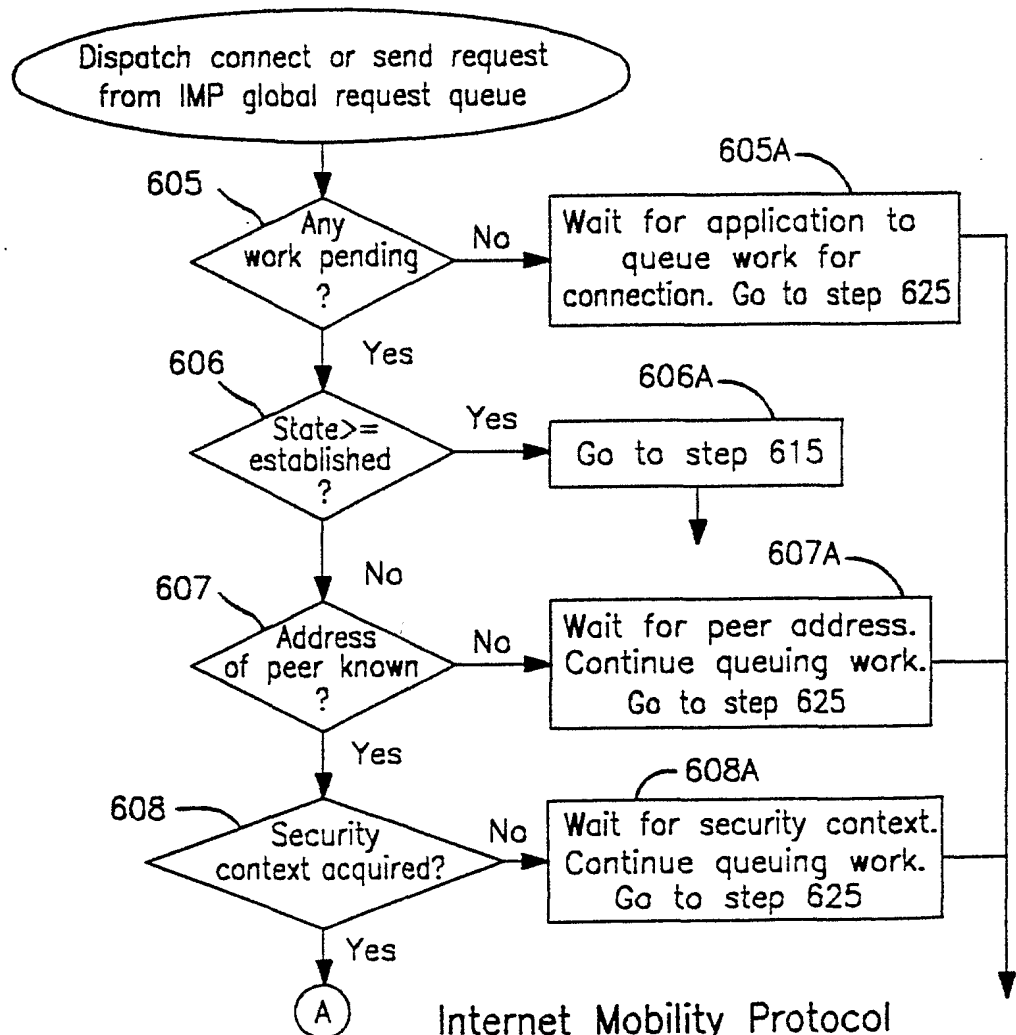 Dispatch connect or send request
from IMP global request queue
605
Any
work pending
?
No
605A
Wait for application to
queue work for
connection. Go to step 625
Yes
606
State>=
established
?
Yes
606A
Go to step 615
No
607
Address
of peer known
?
No
607A
Wait for peer address.
Continue queuing work.
Go to step 625
Yes
608
Security
context acquired?
No
608A
Wait for security context.
Continue queuing work.
Go to step 625
Yes
A
Internet Mobility Protocol